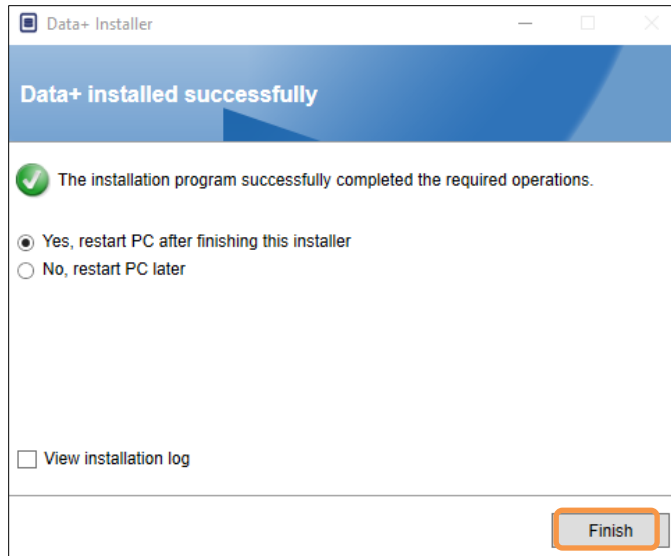 Data+ Installer
Data+ installed successfully
The installation program successfully completed the required operations.
Yes, restart PC after finishing this installer
No, restart PC later
View installation log
Finish